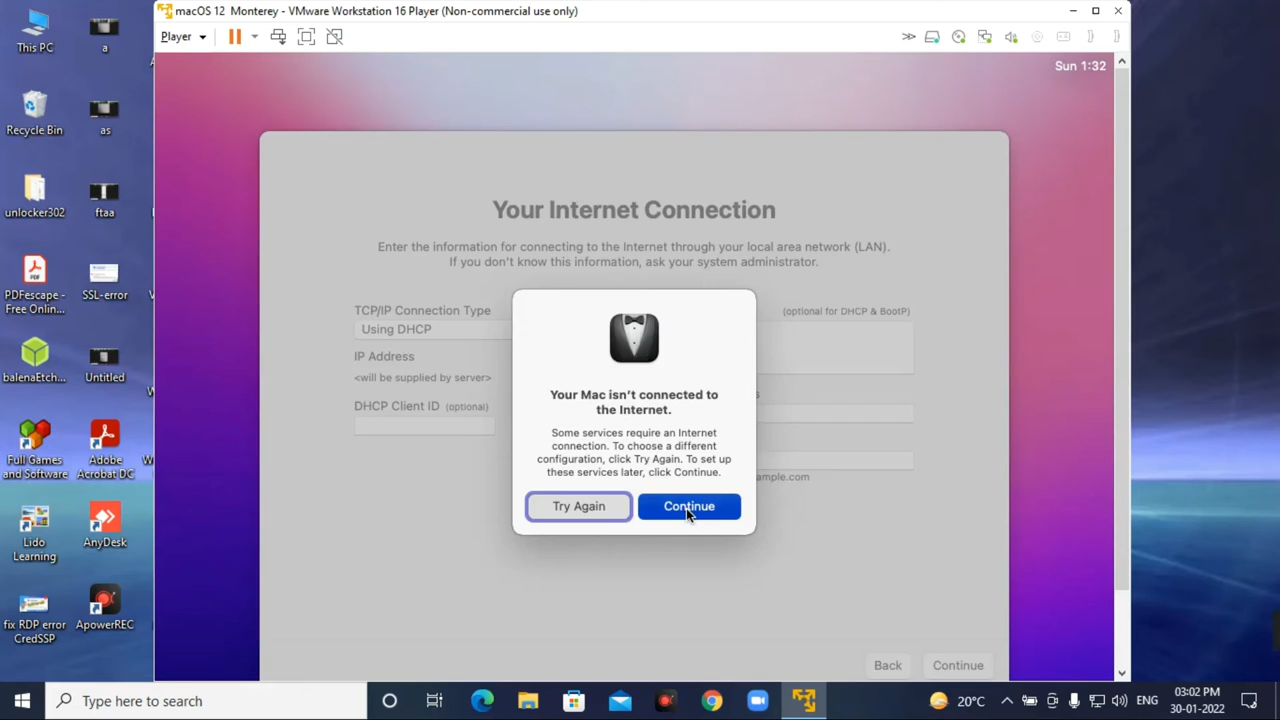 macOS 12 Monterey - VMware Workstation 16 Player (Non-commercial use only)
Player
Sun 1:32
This PC
a
Recycle Bin
as
unlocker302
ftaa
PDFescape -
Free Onlin...
SSL-error
balenaEtch...
Untitled
Full Games
and Software
Adobe
Acrobat DC
Lido
Learning
AnyDesk
fix RDP error
CredSSP
ApowerREC
Your Internet Connection
Enter the information for connecting to the Internet through your local area network (LAN).
If you don't know this information, ask your system administrator.
TCP/IP Connection Type
Using DHCP
IP Address
<will be supplied by server>
DHCP Client ID (optional)
(optional for DHCP & BootP)
s
ample.com
Your Mac isn't connected to
the Internet.
Some services require an Internet
connection. To choose a different
configuration, click Try Again. To set up
these services later, click Continue.
Try Again
Continue
Back
Continue
Type here to search
20°C
ENG
03:02 PM
30-01-2022